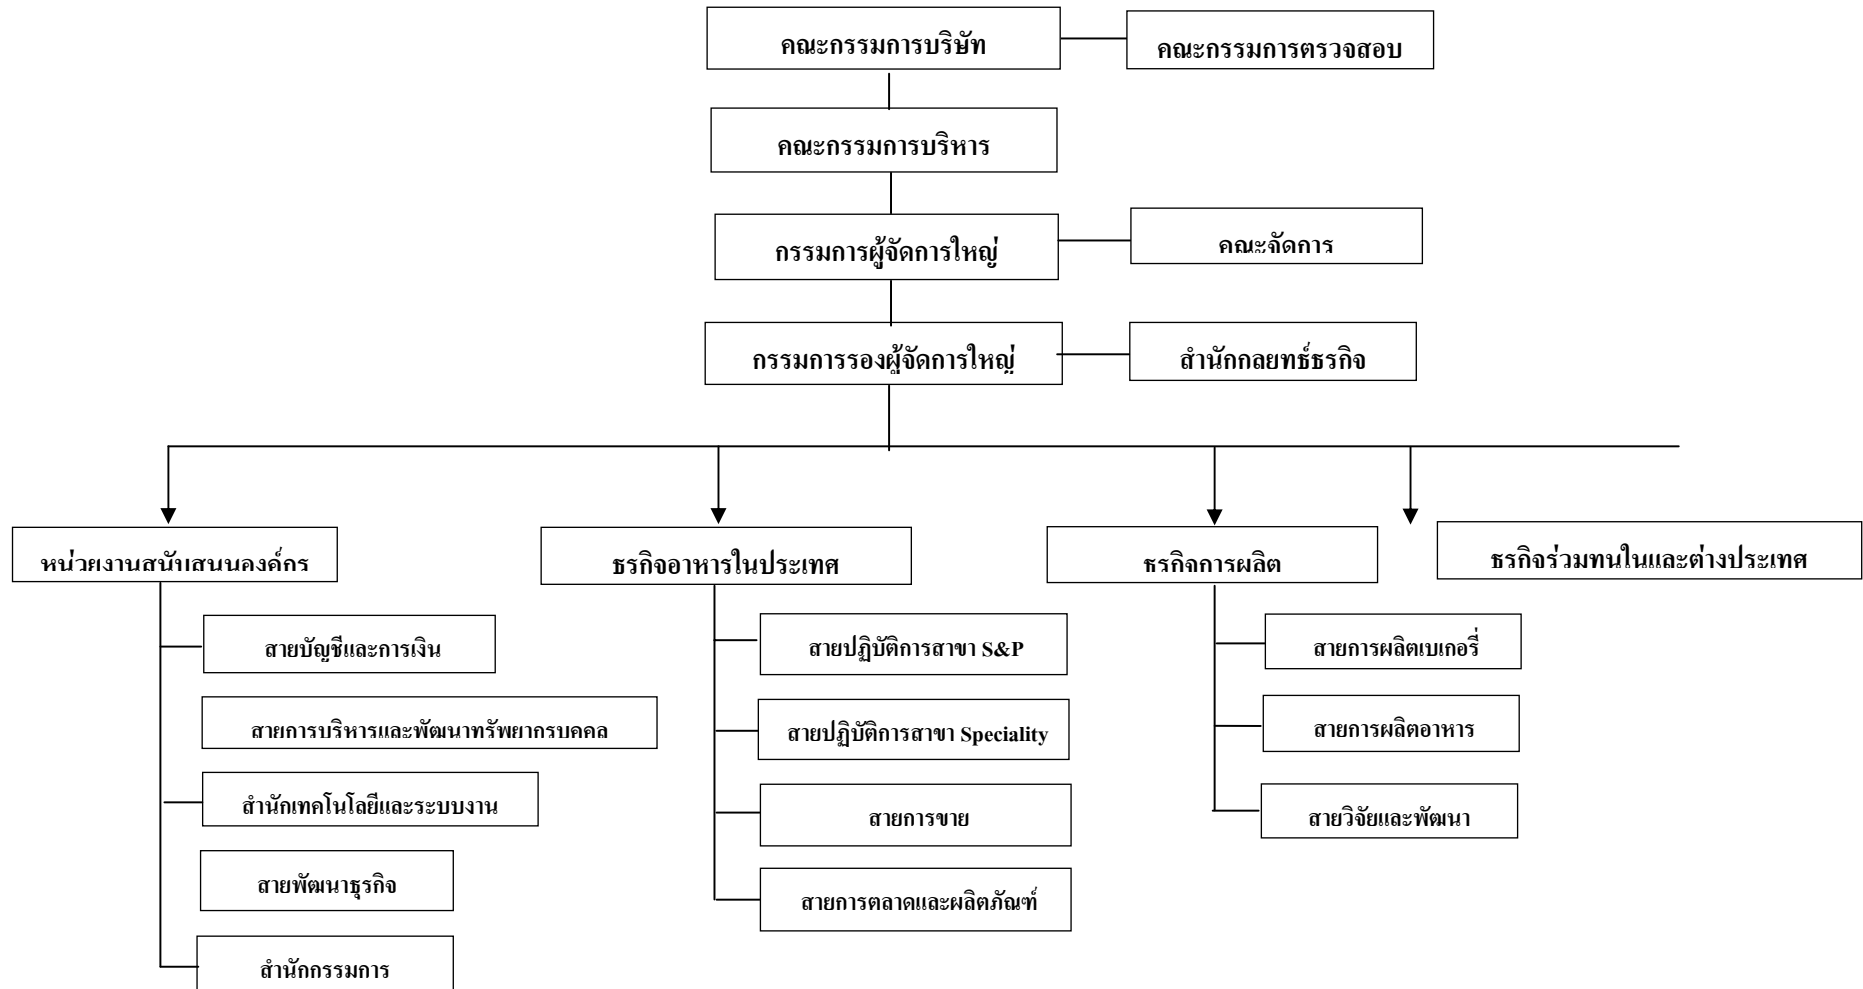 คณะกรรมการบริษัท
คณะกรรมการตรวจสอบ
คณะกรรมการบริหาร
กรรมการผู้จัดการใหญ่
คณะจัดการ
กรรมการรองผู้จัดการใหญ่
สำนักกลยุทธ์ธุรกิจ
หน่วยงานสนับสนุนองค์กร
ธุรกิจอาหารในประเทศ
ธุรกิจการผลิต
ธุรกิจร่วมทุนในและต่างประเทศ
สายบัญชีและการเงิน
สายการบริหารและพัฒนาทรัพยากรบุคคล
สำนักเทคโนโลยีและระบบงาน
สายพัฒนาธุรกิจ
สำนักกรรมการ
สายปฏิบัติการสาขา S&P
สายปฏิบัติการสาขา Speciality
สายการขาย
สายการตลาดและผลิตภัณฑ์
สายการผลิตเบเกอรี่
สายการผลิตอาหาร
สายวิจัยและพัฒนา